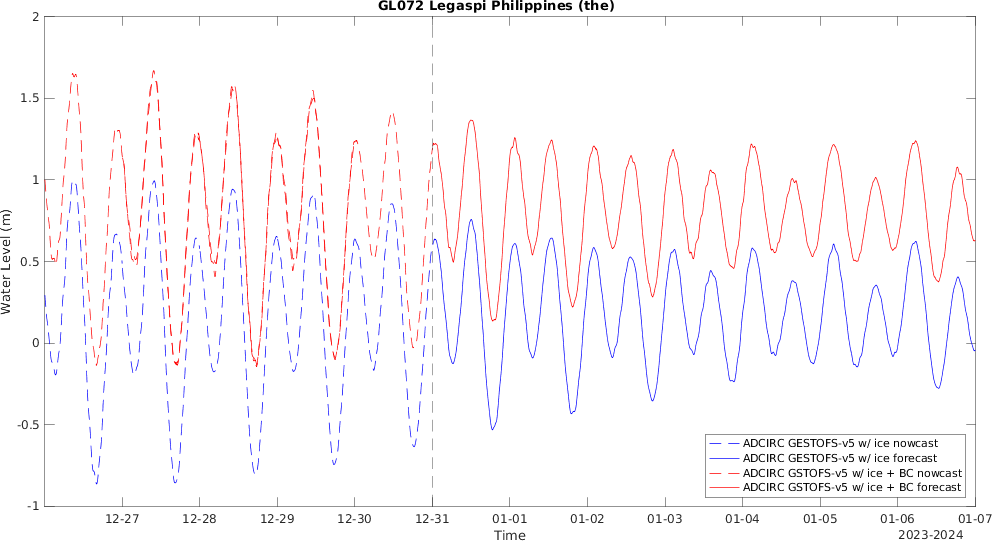 GL072 Legaspi Philippines (the)
2
1.5
1
0.5
0
-0.5
-1
Water Level (m)
ADCIRC GESTOFS-v5 w/ ice nowcast
ADCIRC GESTOFS-v5 w/ ice forecast
ADCIRC GSTOFS-v5 w/ ice + BC nowcast
ADCIRC GSTOFS-v5 w/ ice + BC forecast
12-27 12-28 12-29 12-30 12-31 01-01 01-02 01-03 01-04 01-05 01-06 01-07
Time
2023-2024